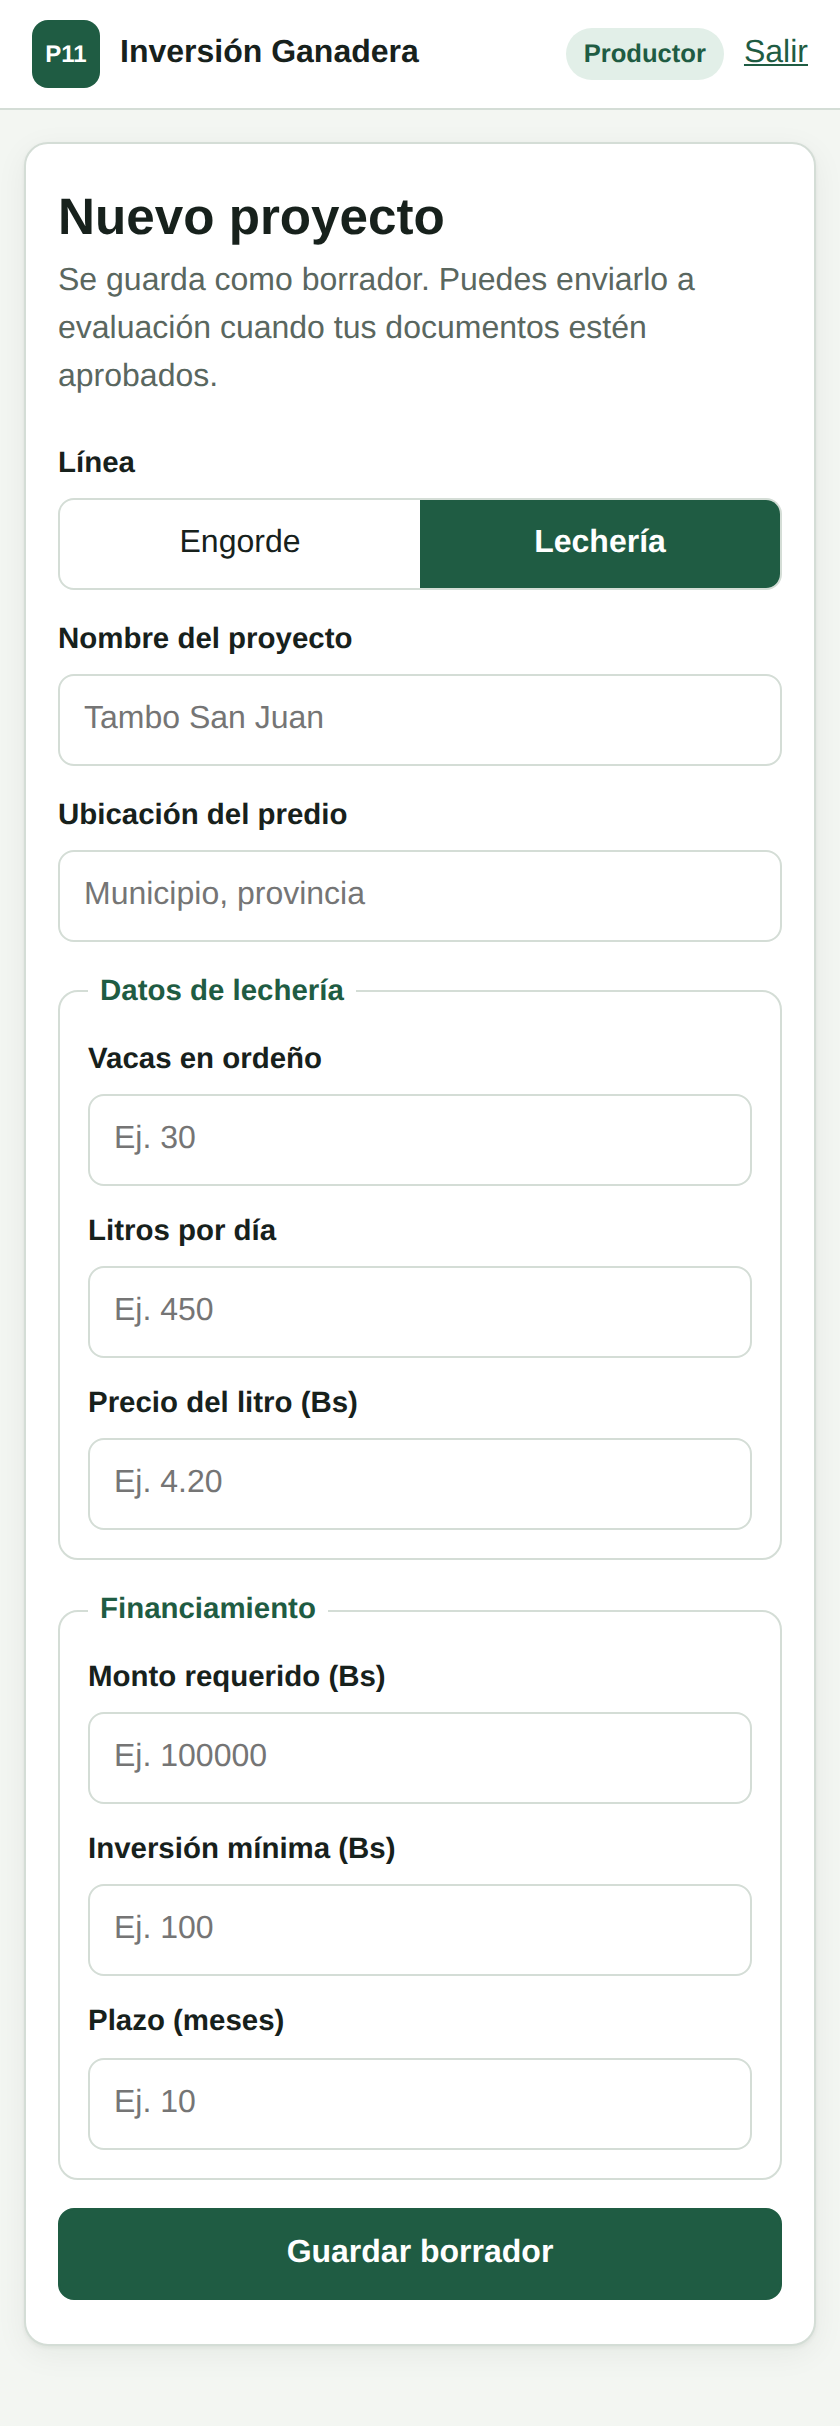 P11 Inversión Ganadera Productor Salir
Nuevo proyecto
Se guarda como borrador. Puedes enviarlo a
evaluación cuando tus documentos estén
aprobados.
Línea
Engorde Lechería
Nombre del proyecto
Tambo San Juan
Ubicación del predio
Municipio, provincia
Datos de lechería
Vacas en ordeño
Ej. 30
Litros por día
Ej. 450
Precio del litro (Bs)
Ej. 4.20
Financiamiento
Monto requerido (Bs)
Ej. 100000
Inversión mínima (Bs)
Ej. 100
Plazo (meses)
Ej. 10
Guardar borrador